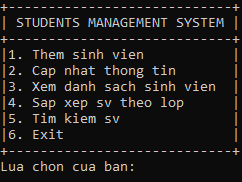 +---------------------------+
| STUDENTS MANAGEMENT SYSTEM |
+---------------------------+
|1. Them sinh vien |
|2. Cap nhat thong tin |
|3. Xem danh sach sinh vien |
|4. Sap xep sv theo lop |
|5. Tim kiem sv |
|6. Exit |
+---------------------------+
Lua chon cua ban: